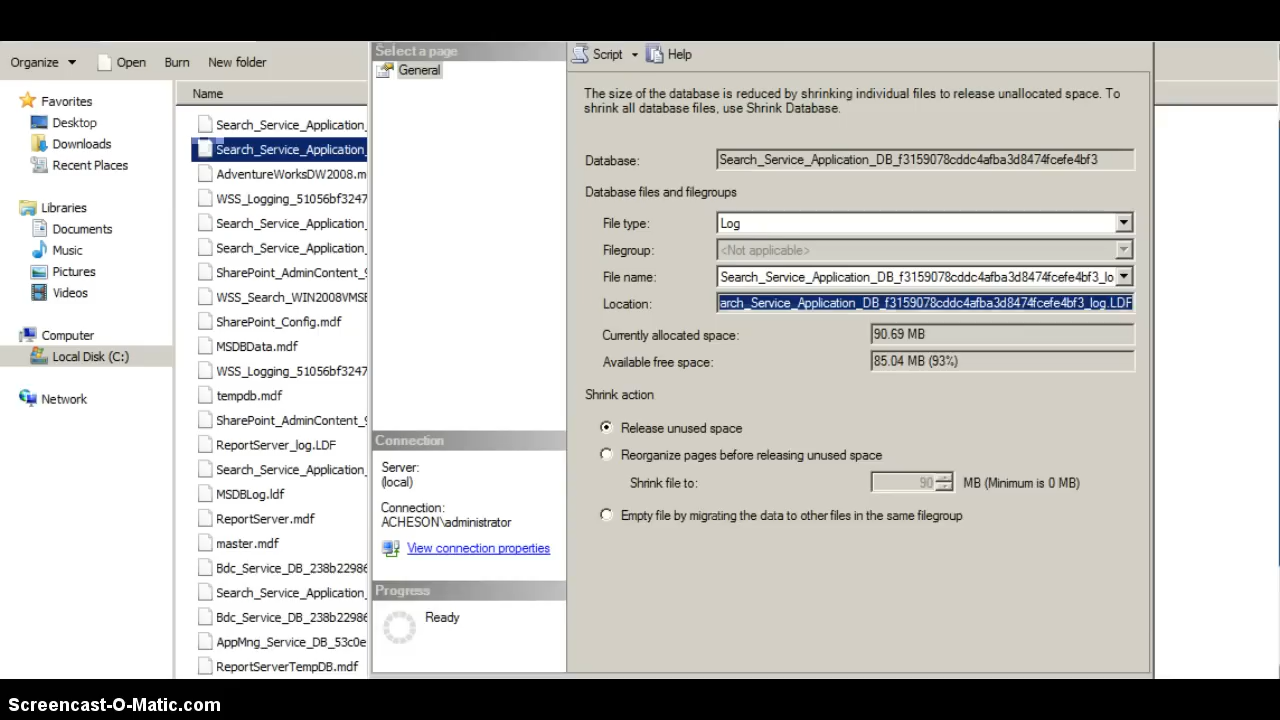 Organize
Open
Burn
New folder
Favorites
Desktop
Downloads
Recent Places
Libraries
Documents
Music
Pictures
Videos
Computer
Local Disk (C:)
Network
Name
Search_Service_Application_
Search_Service_Application_
AdventureWorksDW2008.m
WSS_Logging_51056bf3247
Search_Service_Application_
Search_Service_Application_
SharePoint_AdminContent_9
WSS_Search_WIN2008VMSE
SharePoint_Config.mdf
MSDBData.mdf
WSS_Logging_51056bf3247
tempdb.mdf
SharePoint_AdminContent_9
ReportServer_log.LDF
Search_Service_Application_
MSDBLog.ldf
ReportServer.mdf
master.mdf
Bdc_Service_DB_238b22986
Search_Service_Application_
Bdc_Service_DB_238b22986
AppMng_Service_DB_53c0e
ReportServerTempDB.mdf
Select a page
General
Connection
Server:
(local)
Connection:
ACHESON\administrator
View connection properties
Progress
Ready
Script
Help
The size of the database is reduced by shrinking individual files to release unallocated space. To
shrink all database files, use Shrink Database.
Database: Search_Service_Application_DB_f3159078cddc4afba3d8474fcefe4bf3
Database files and filegroups
File type: Log
Filegroup: <Not applicable>
File name: Search_Service_Application_DB_f3159078cddc4afba3d8474fcefe4bf3_lo
Location: arch_Service_Application_DB_f3159078cddc4afba3d8474fcefe4bf3_log.LDF
Currently allocated space: 90.69 MB
Available free space: 85.04 MB (93%)
Shrink action
Release unused space
Reorganize pages before releasing unused space
Shrink file to: 90 MB (Minimum is 0 MB)
Empty file by migrating the data to other files in the same filegroup
Screencast-O-Matic.com